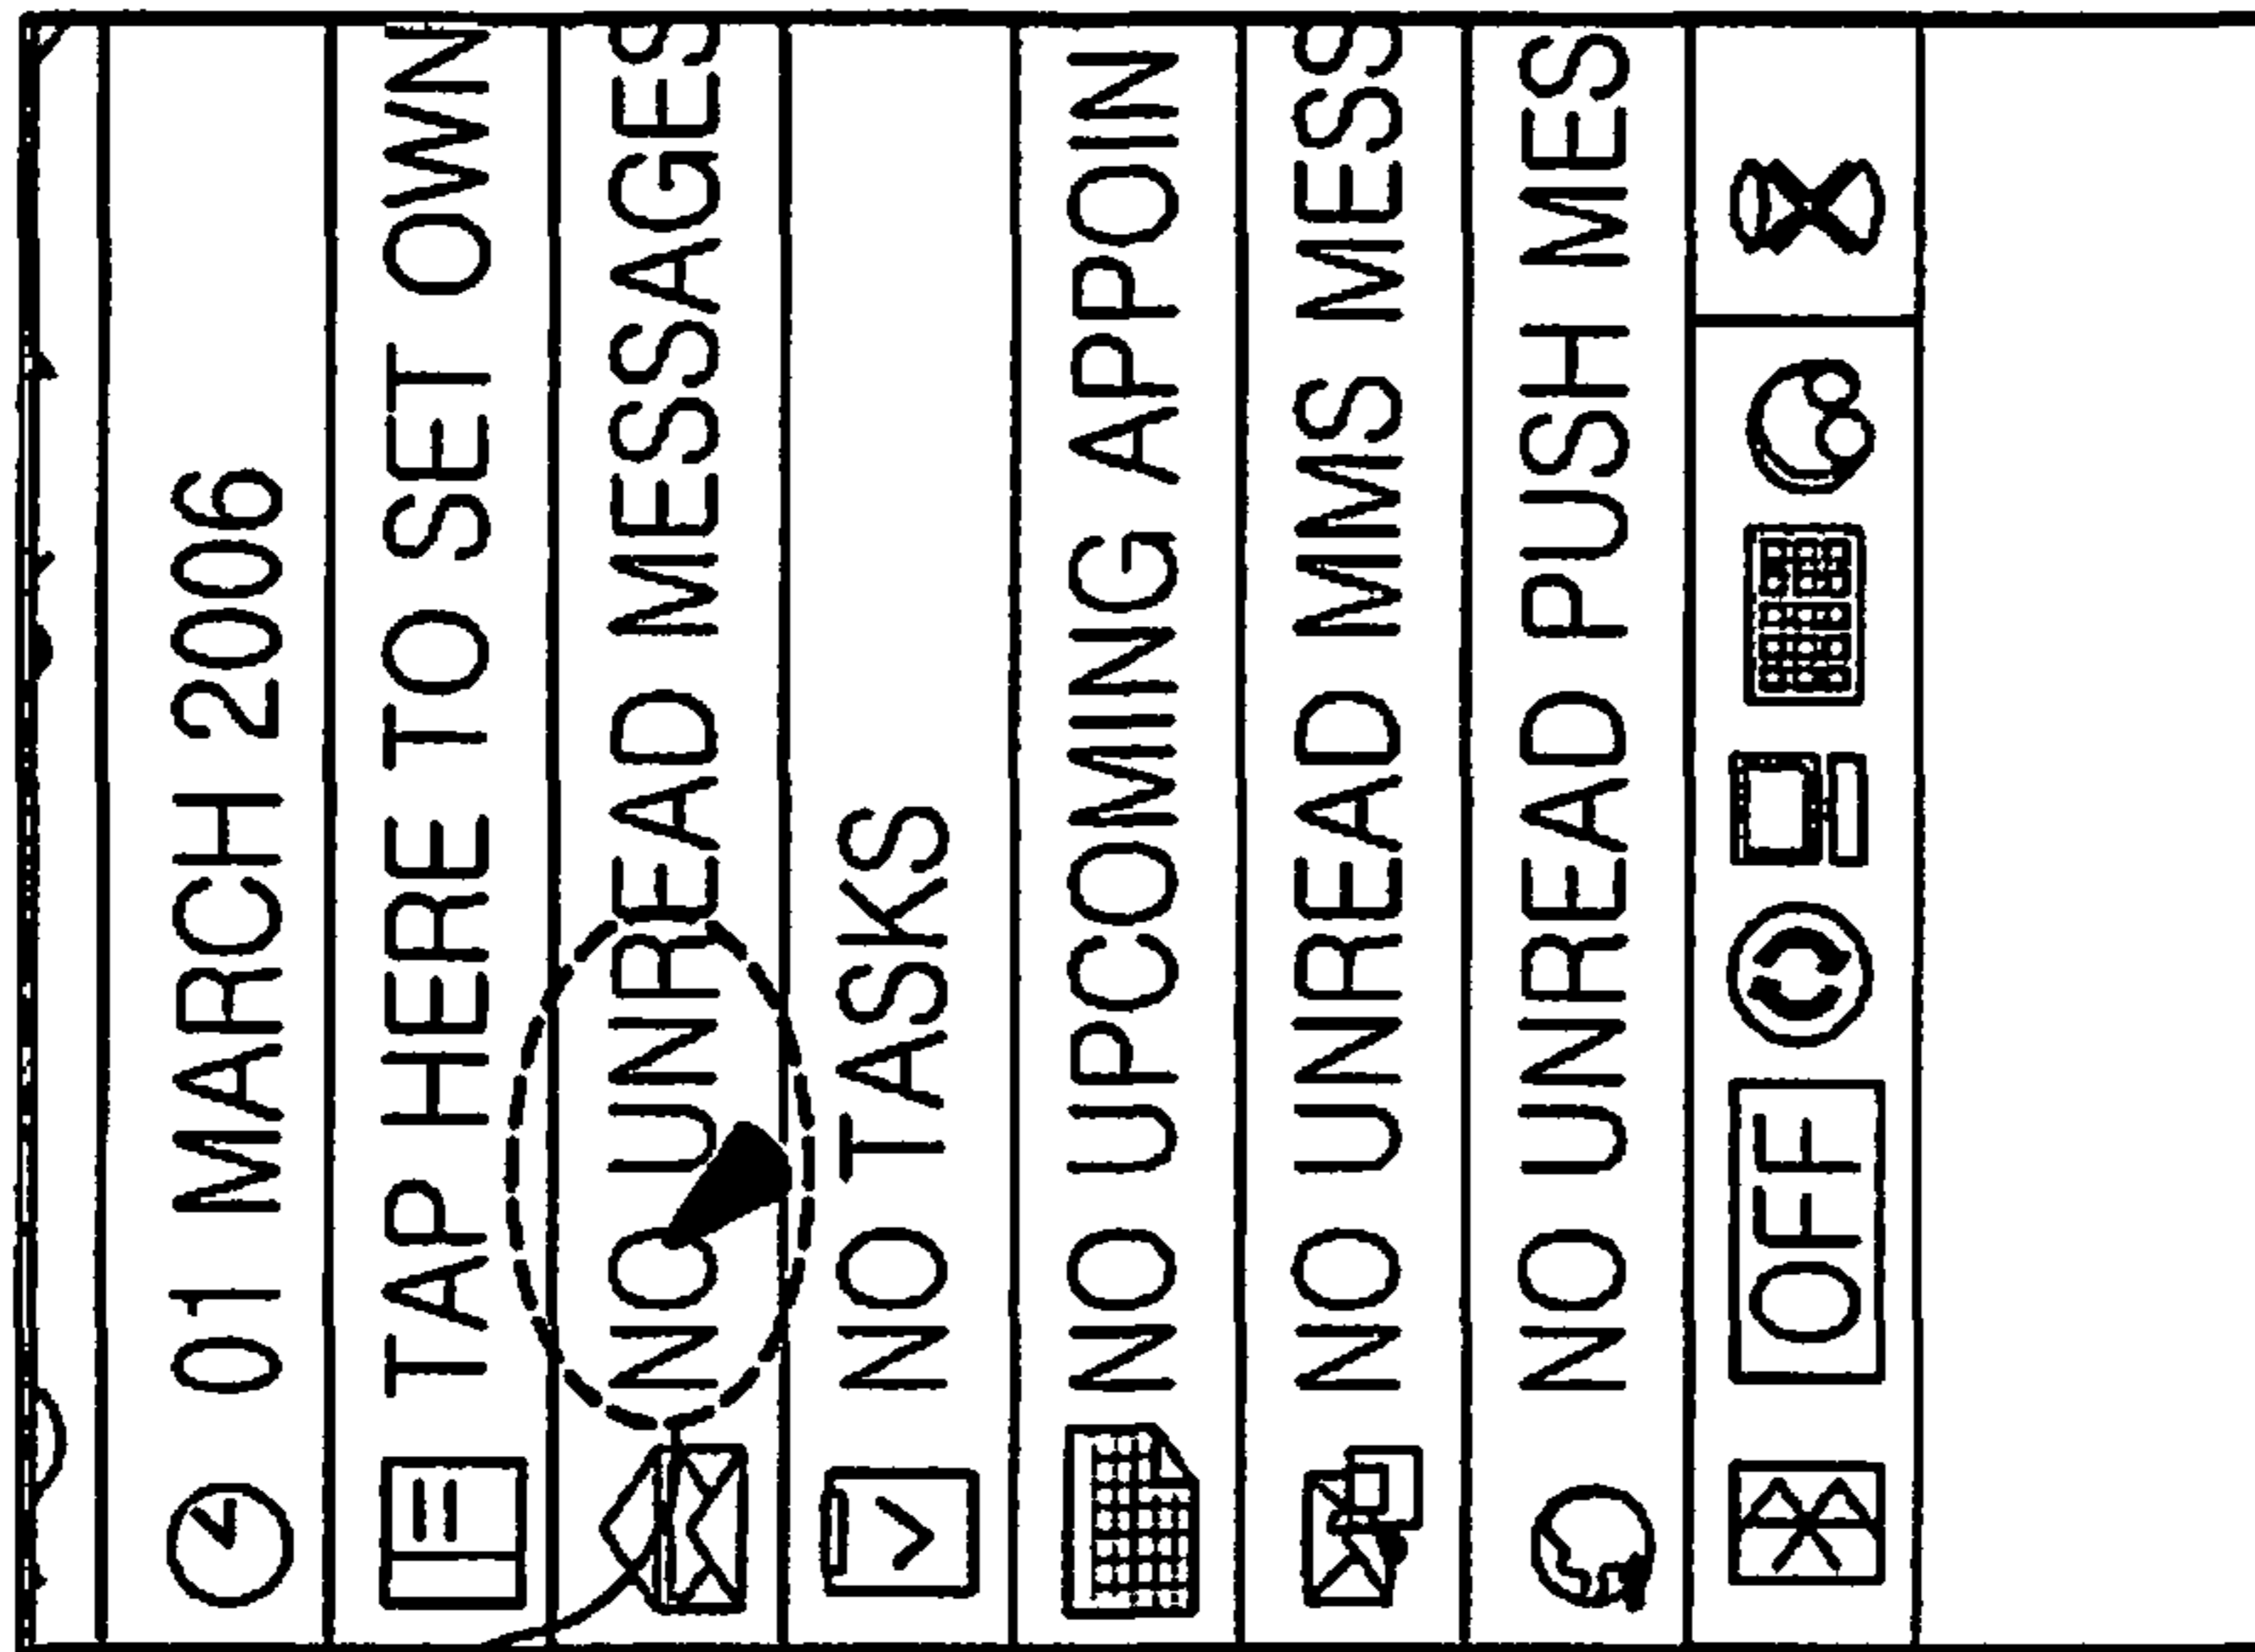 01 MARCH 2006
TAP HERE TO SET OWN
NO UNREAD MESSAGES
NO TASKS
NO UPCOMING APPOIN
NO UNREAD MMS MESS
NO UNREAD PUSH MES
OFF